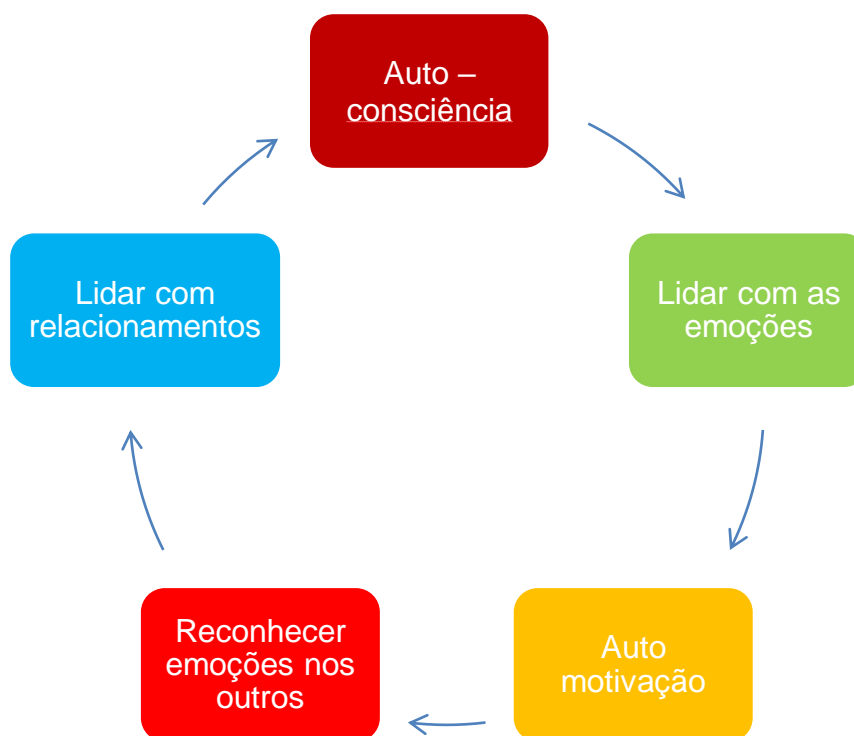 Auto –
consciência
Lidar com as
emoções
Auto
motivação
Reconhecer
emoções nos
outros
Lidar com
relacionamentos